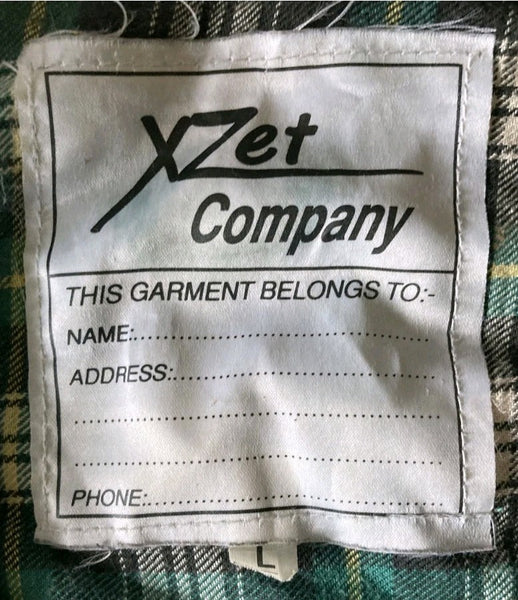 XZet
Company
THIS GARMENT BELONGS TO:-
NAME:..............................................
ADDRESS:........................................
.......................................................
.......................................................
PHONE:............................................
L